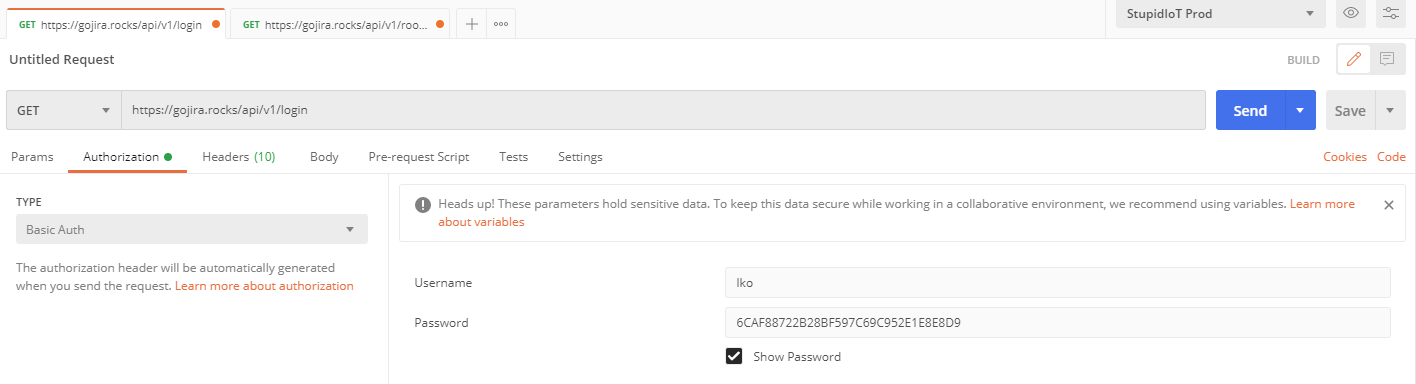 GET https://gojira.rocks/api/v1/login GET https://gojira.rocks/api/v1/roo... StupidIoT Prod
Untitled Request BUILD
GET https://gojira.rocks/api/v1/login Send Save
Params Authorization Headers (10) Body Pre-request Script Tests Settings Cookies Code
TYPE
Basic Auth
The authorization header will be automatically generated
when you send the request. Learn more about authorization
Heads up! These parameters hold sensitive data. To keep this data secure while working in a collaborative environment, we recommend using variables. Learn more
about variables
Username lko
Password 6CAF88722B28BF597C69C952E1E8E8D9
Show Password